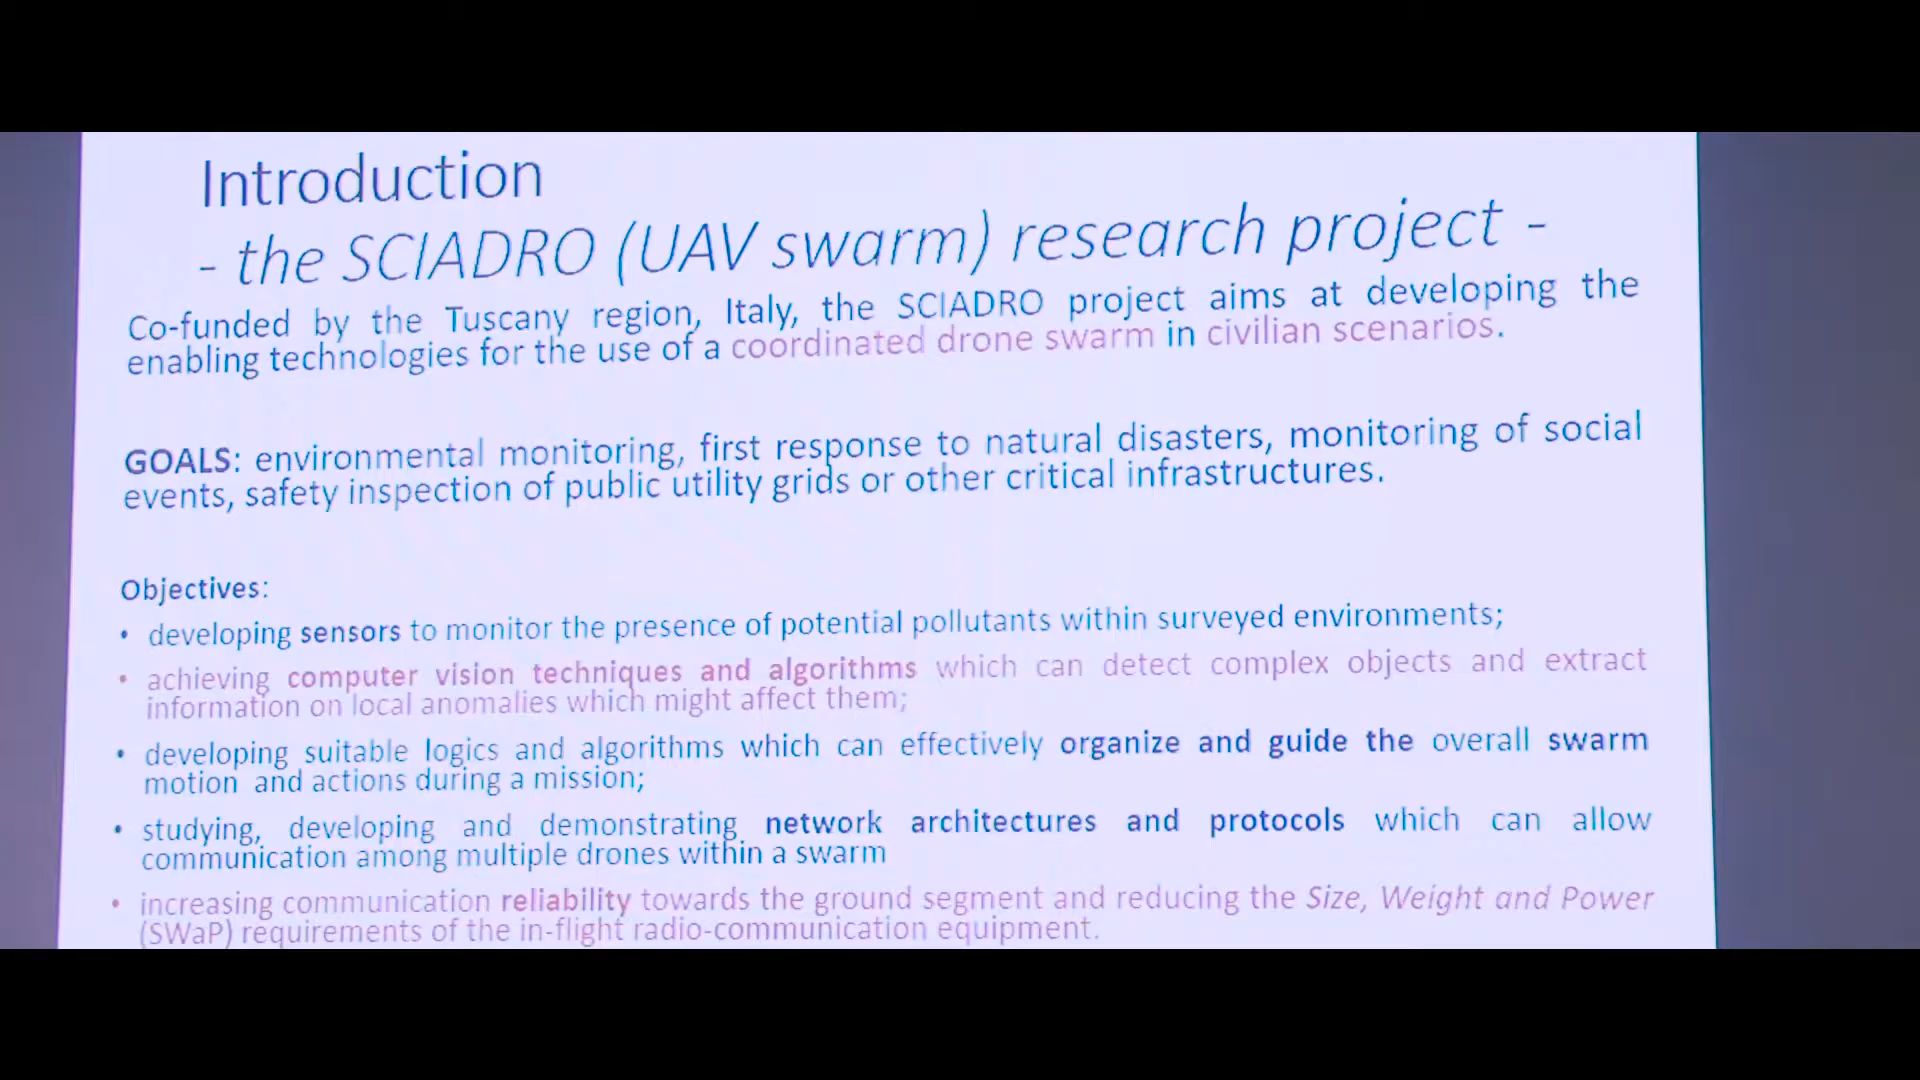 Introduction
- the SCIADRO (UAV swarm) research project -
Co-funded by the Tuscany region, Italy, the SCIADRO project aims at developing the
enabling technologies for the use of a coordinated drone swarm in civilian scenarios.
GOALS: environmental monitoring, first response to natural disasters, monitoring of social
events, safety inspection of public utility grids or other critical infrastructures.
Objectives:
• developing sensors to monitor the presence of potential pollutants within surveyed environments;
• achieving computer vision techniques and algorithms which can detect complex objects and extract
information on local anomalies which might affect them;
• developing suitable logics and algorithms which can effectively organize and guide the overall swarm
motion and actions during a mission;
• studying, developing and demonstrating network architectures and protocols which can allow
communication among multiple drones within a swarm
• increasing communication reliability towards the ground segment and reducing the Size, Weight and Power
(SWaP) requirements of the in-flight radio-communication equipment.